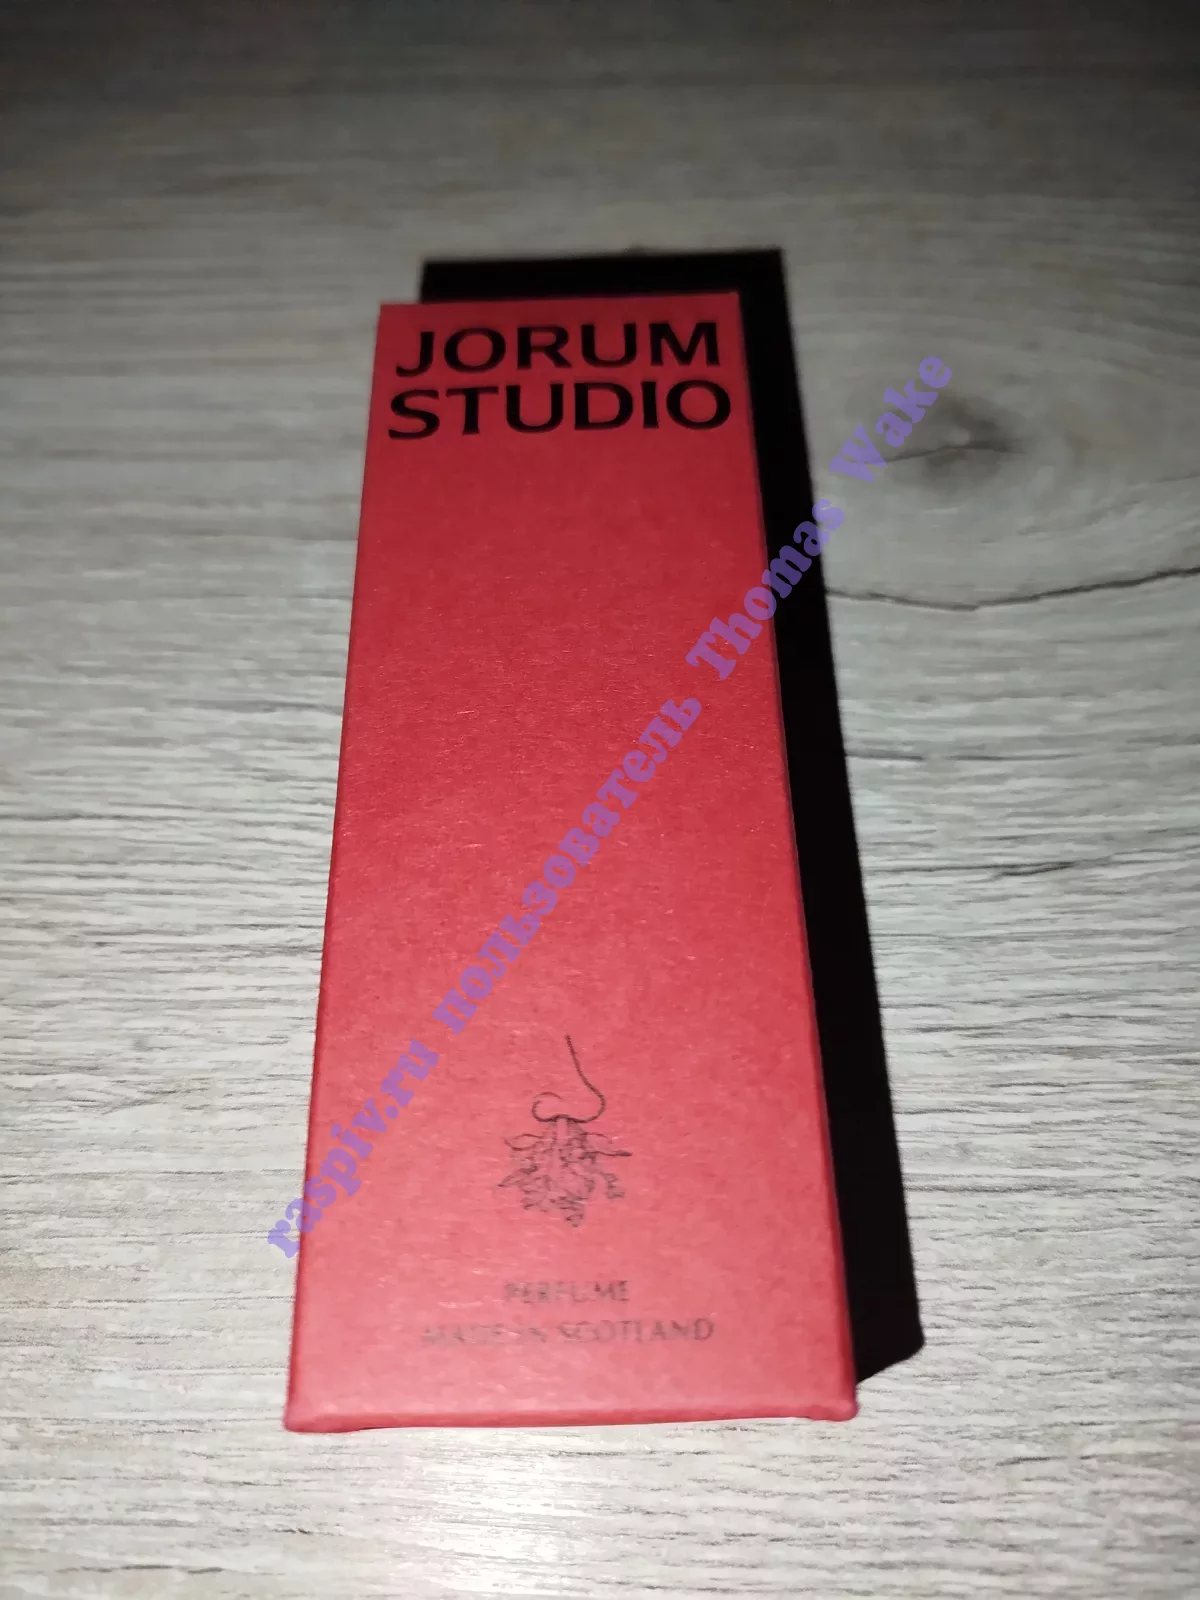 JORUM
STUDIO
raspiv.ru пользователь Thomas Wake
PERFUME
MADE IN SCOTLAND